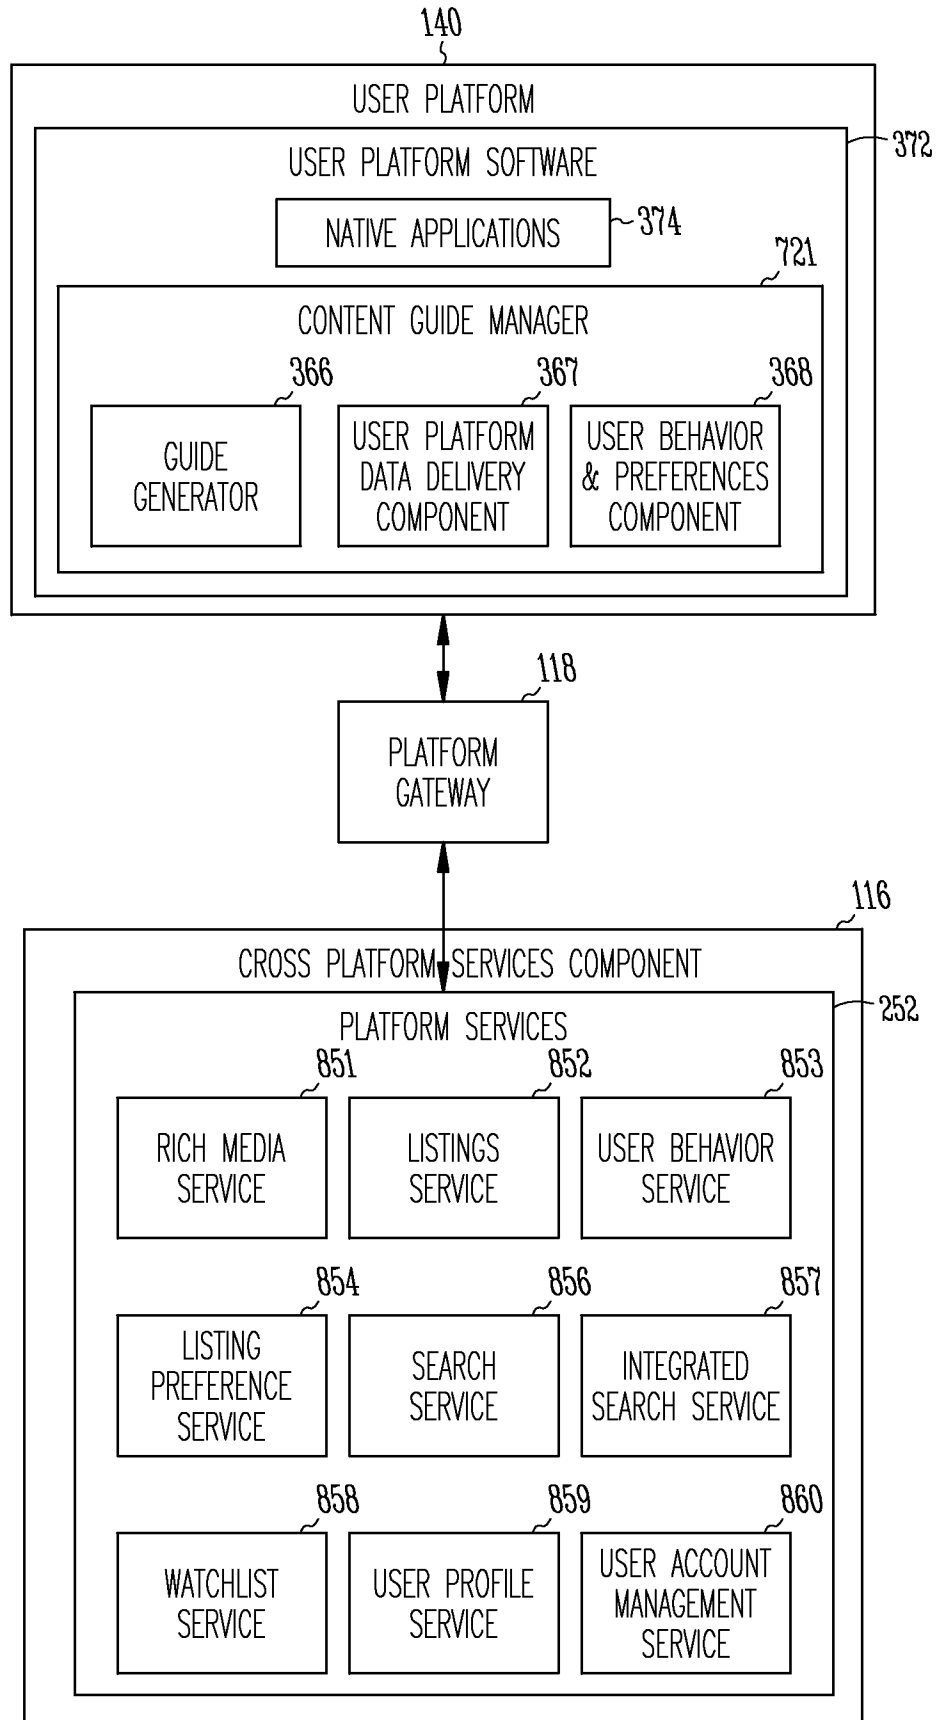 140
USER PLATFORM
372
USER PLATFORM SOFTWARE
NATIVE APPLICATIONS
374
721
CONTENT GUIDE MANAGER
366
GUIDE
GENERATOR
367
USER PLATFORM
DATA DELIVERY
COMPONENT
368
USER BEHAVIOR
& PREFERENCES
COMPONENT
118
PLATFORM
GATEWAY
116
CROSS PLATFORM SERVICES COMPONENT
252
PLATFORM SERVICES
851
RICH MEDIA
SERVICE
852
LISTINGS
SERVICE
853
USER BEHAVIOR
SERVICE
854
LISTING
PREFERENCE
SERVICE
856
SEARCH
SERVICE
857
INTEGRATED
SEARCH SERVICE
858
WATCHLIST
SERVICE
859
USER PROFILE
SERVICE
860
USER ACCOUNT
MANAGEMENT
SERVICE